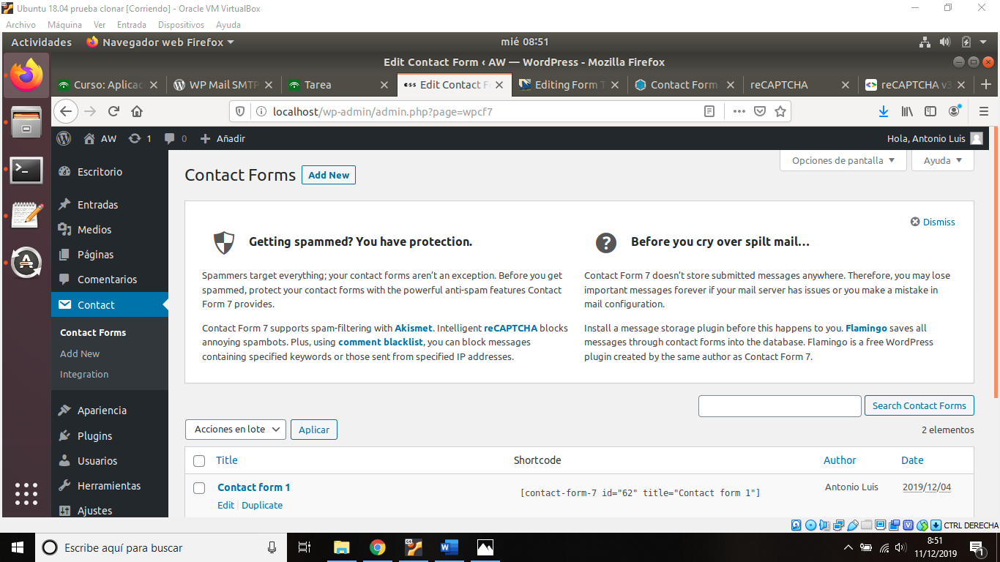 Ubuntu 18.04 prueba clonar [Corriendo] - Oracle VM VirtualBox
Archivo Máquina Ver Entrada Dispositivos Ayuda
Actividades Navegador web Firefox mié 08:51
Edit Contact Form ‹ AW — WordPress - Mozilla Firefox
Curso: Aplicac WP Mail SMTP Tarea Edit Contact F Editing Form T Contact Form reCAPTCHA reCAPTCHA v3
localhost/wp-admin/admin.php?page=wpcf7
AW 1 0 Añadir Hola, Antonio Luis
Opciones de pantalla Ayuda
Escritorio
Entradas
Medios
Páginas
Comentarios
Contact
Contact Forms
Add New
Integration
Apariencia
Plugins
Usuarios
Herramientas
Ajustes
Contact Forms Add New
Dismiss
Getting spammed? You have protection.
Spammers target everything; your contact forms aren’t an exception. Before you get
spammed, protect your contact forms with the powerful anti-spam features Contact
Form 7 provides.
Contact Form 7 supports spam-filtering with Akismet. Intelligent reCAPTCHA blocks
annoying spambots. Plus, using comment blacklist, you can block messages
containing specified keywords or those sent from specified IP addresses.
Before you cry over spilt mail…
Contact Form 7 doesn’t store submitted messages anywhere. Therefore, you may lose
important messages forever if your mail server has issues or you make a mistake in
mail configuration.
Install a message storage plugin before this happens to you. Flamingo saves all
messages through contact forms into the database. Flamingo is a free WordPress
plugin created by the same author as Contact Form 7.
Search Contact Forms
Acciones en lote Aplicar 2 elementos
Title Shortcode Author Date
Contact form 1 [contact-form-7 id="62" title="Contact form 1"] Antonio Luis 2019/12/04
Edit | Duplicate
CTRL DERECHA
Escribe aquí para buscar
8:51
11/12/2019
1